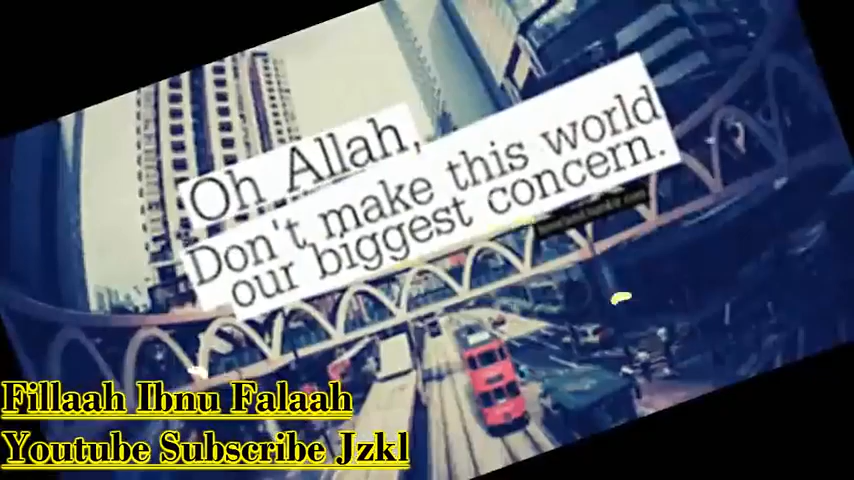 Oh Allah,
Don't make this world
our biggest concern.
Fillaah Ibnu Falaah
Youtube Subscribe Jzkl